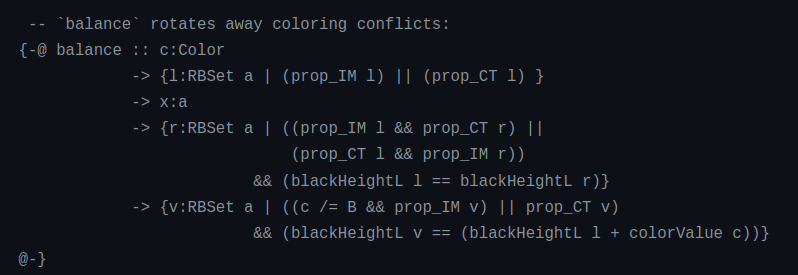 -- `balance` rotates away coloring conflicts:
{-@ balance :: c:Color
-> {l:RBSet a | (prop_IM l) || (prop_CT l) }
-> x:a
-> {r:RBSet a | ((prop_IM l && prop_CT r) ||
(prop_CT l && prop_IM r))
&& (blackHeightL l == blackHeightL r)}
-> {v:RBSet a | ((c /= B && prop_IM v) || prop_CT v)
&& (blackHeightL v == (blackHeightL l + colorValue c))}
@-}